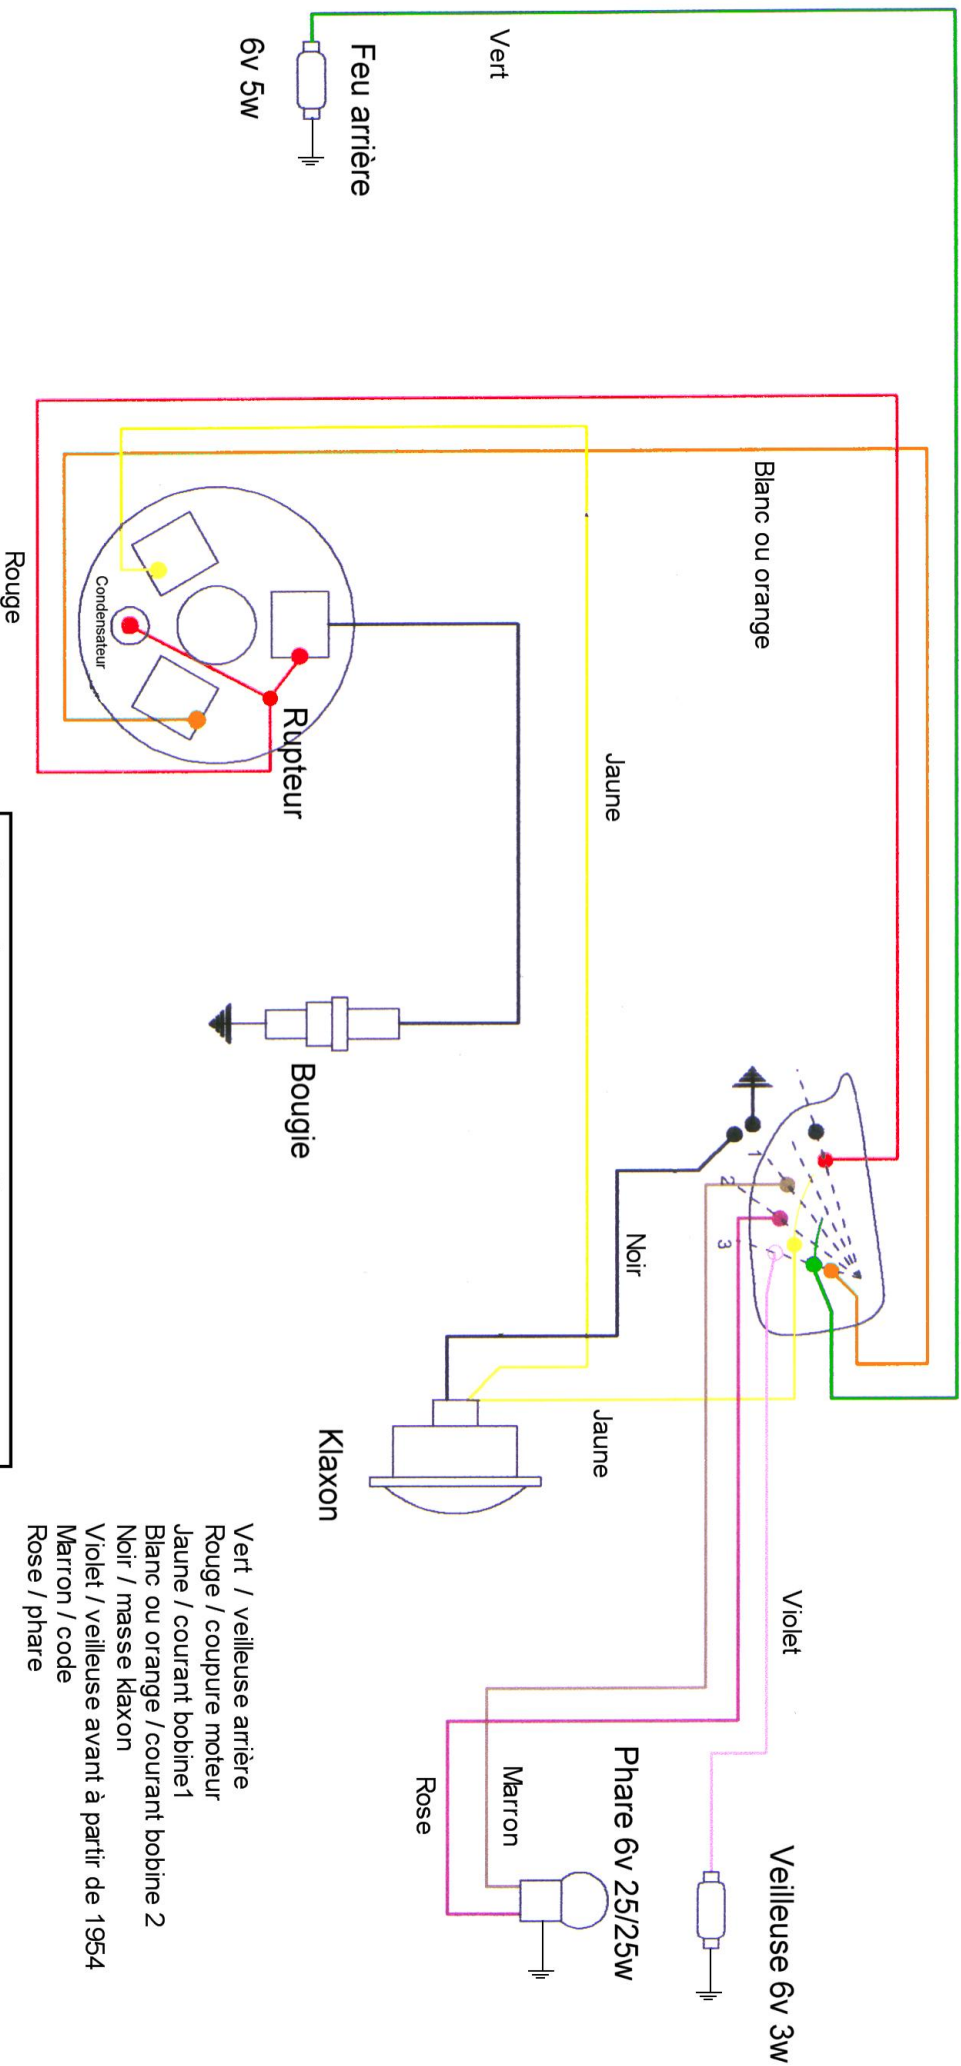 Feu arrière
6v 5w
Vert
Blanc ou orange
Rouge
Condensateur
Rupteur
Jaune
Bougie
1
2
3
Noir
Jaune
Klaxon
Violet
Veilleuse 6v 3w
Phare 6v 25/25w
Marron
Rose
Vert / veilleuse arrière
Rouge / coupure moteur
Jaune / courant bobine1
Blanc ou orange / courant bobine 2
Noir / masse klaxon
Violet / veilleuse avant à partir de 1954
Marron / code
Rose / phare